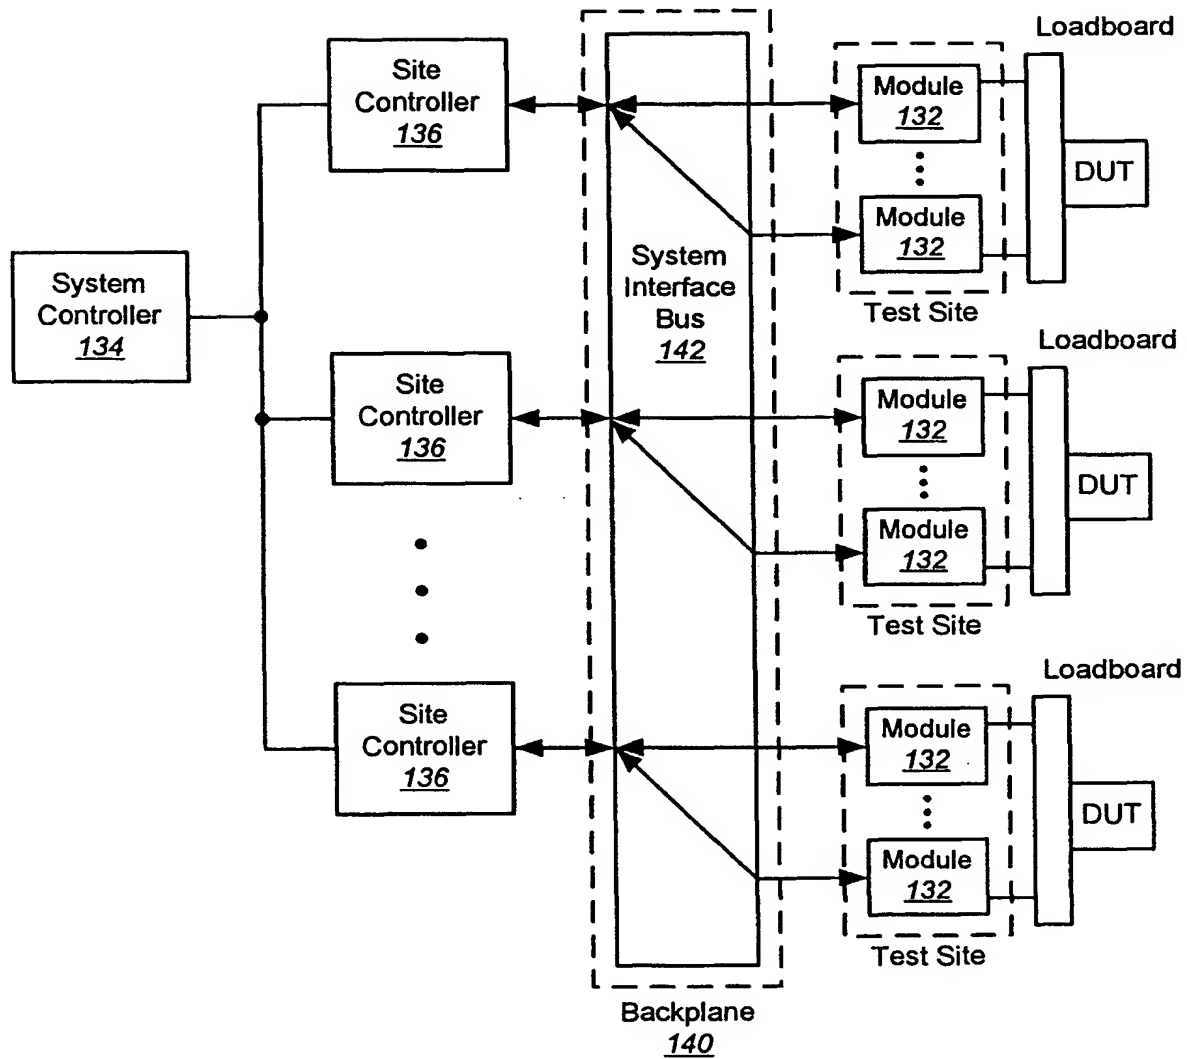 Loadboard
Site
Controller
136
Module
132
DUT
Module
132
Test Site
System
Controller
134
System
Interface
Bus
142
Loadboard
Site
Controller
136
Module
132
DUT
Module
132
Test Site
Loadboard
Site
Controller
136
Module
132
DUT
Module
132
Test Site
Backplane
140